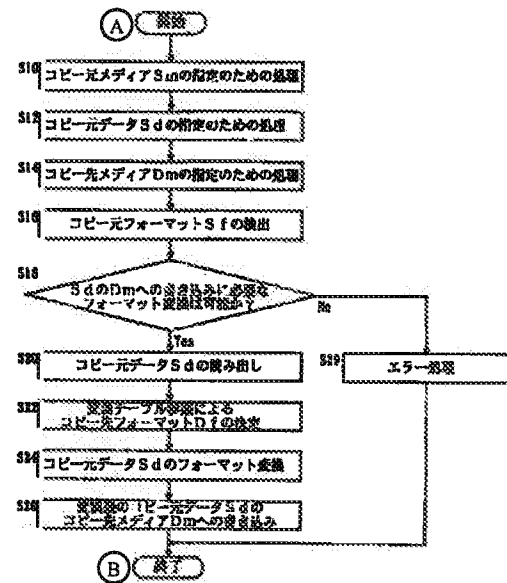 A
開始
S10
コピー元メディアSmの指定のための処理
S12
コピー元データSdの指定のための処理
S14
コピー先メディアDmの指定のための処理
S16
コピー元フォーマットSfの検出
S18
SdのDmへの書き込みに必要な
フォーマット変換は可能か?
No
Yes
S20
コピー元データSdの読み出し
S29
エラー処理
S22
変換テーブル参照による
コピー先フォーマットDfの決定
S24
コピー元データSdのフォーマット変換
S26
変換後のコピー元データSdの
コピー先メディアDmへの書き込み
B
終了